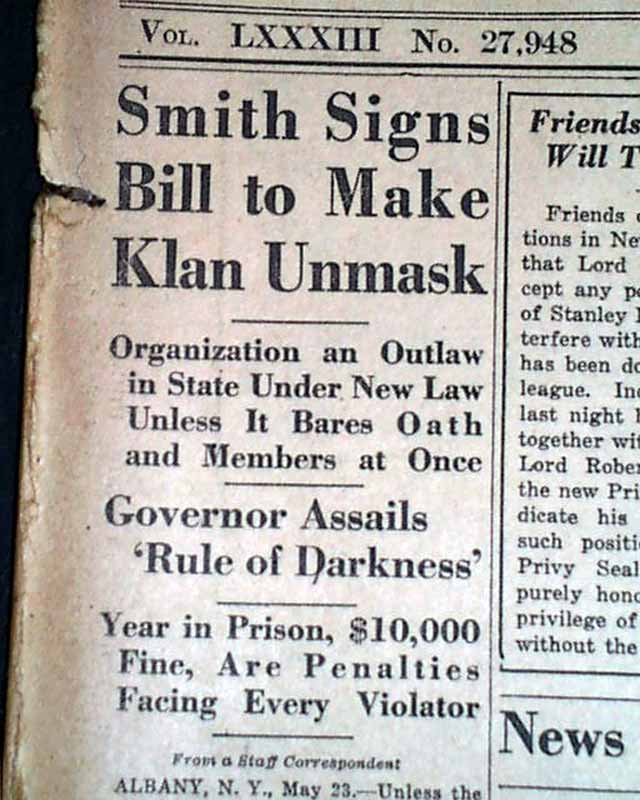 VOL. LXXXIII No. 27,948
Smith Signs
Bill to Make
Klan Unmask
Organization an Outlaw
in State Under New Law
Unless It Bares Oath
and Members at Once
Governor Assails
'Rule of Darkness'
Year in Prison, $10,000
Fine, Are Penalties
Facing Every Violator
From a Staff Correspondent
ALBANY, N. Y., May 23.—Unless the
Friends
Will T
Friends
tions in Ne
that Lord
cept any
of Stanley
terfere with
has been do
league. In
last night
together wit
Lord Rober
the new Pri
dicate his
such positi
Privy Seal
purely hono
privilege of
without the
News